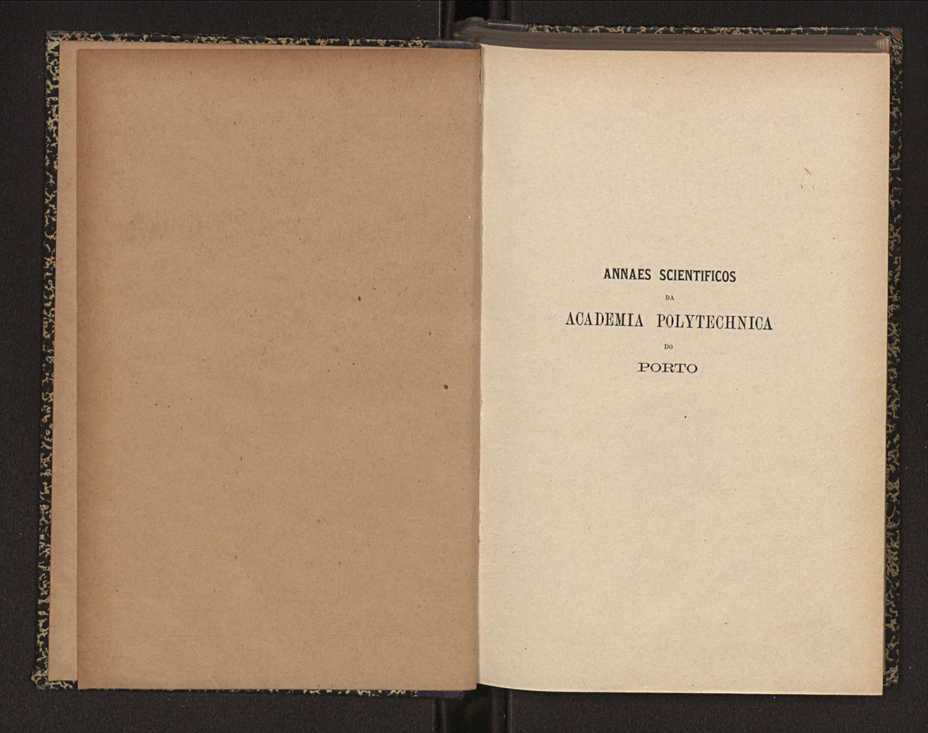 ANNAES SCIENTIFICOS
DA
ACADEMIA POLYTECHNICA
DO
PORTO